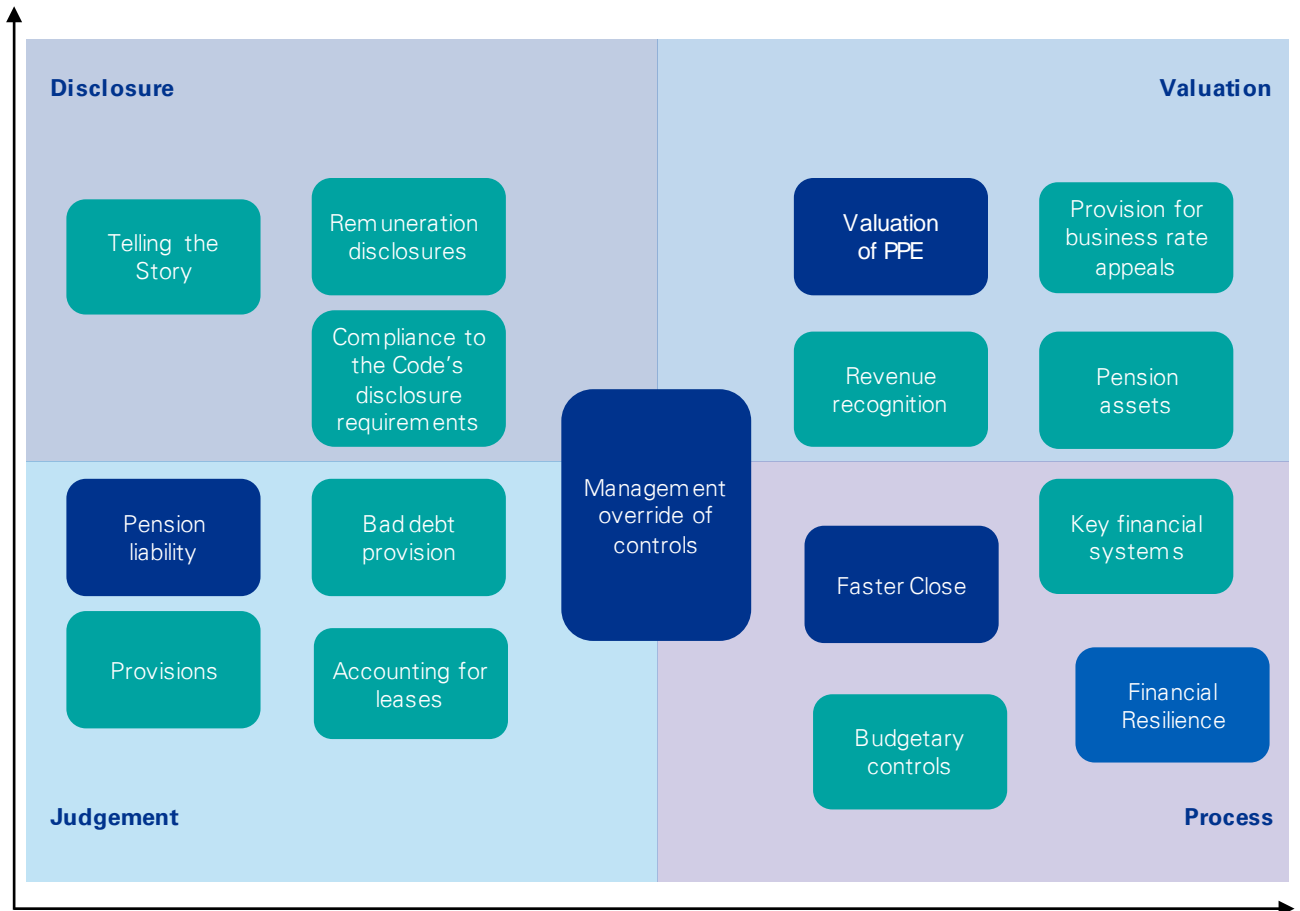 Disclosure
Telling the
Story
Remuneration
disclosures
Compliance to
the Code's
disclosure
requirements
Valuation
Valuation
of PPE
Provision for
business rate
appeals
Revenue
recognition
Pension
assets
Management
override of
controls
Pension
liability
Bad debt
provision
Provisions
Accounting for
leases
Judgement
Key financial
systems
Faster Close
Financial
Resilience
Budgetary
controls
Process